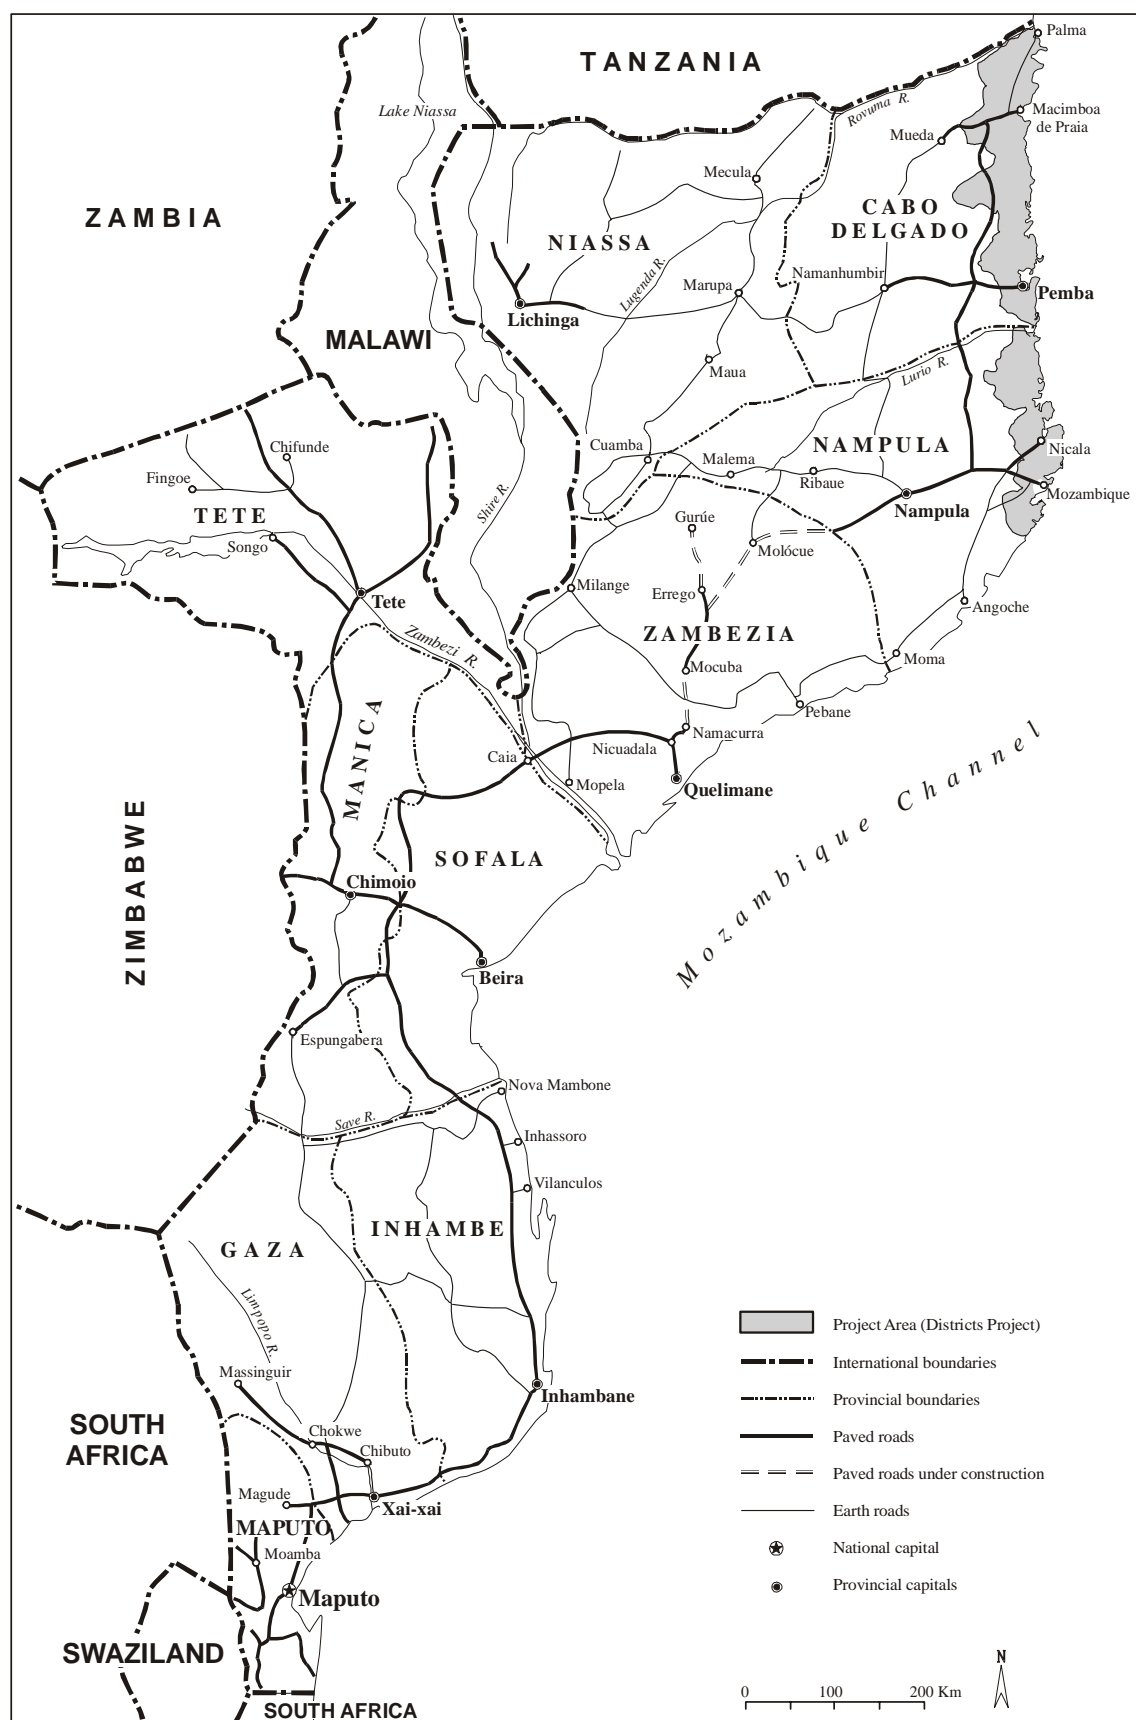 TANZANIA
Palma
Lake Niassa
Rovuma R.
Macimboa
de Praia
Mueda
Mecula
ZAMBIA
CABO
DELGADO
NIASSA
Lugenda R.
Namanhumbir
Marupa
Pemba
Lichinga
MALAWI
Maua
Lurio R.
Chifunde
Cuamba
NAMPULA
Nicala
Malema
Fingoe
Ribaue
Shire R.
Mozambique
Nampula
TETE
Gurúe
Songo
Molócue
Milange
Errego
Tete
Angoche
ZAMBEZIA
Zambezi R.
Moma
Mocuba
Pebane
MANICA
Namacurra
Nicuadala
Caia
Mopela
Quelimane
Mozambique Channel
ZIMBABWE
SOFALA
Chimoio
Beira
Espungabera
Nova Mambone
Save R.
Inhassoro
Vilanculos
INHAMBE
GAZA
Limpopo R.
Project Area (Districts Project)
International boundaries
Massinguir
Inhambane
Provincial boundaries
SOUTH
AFRICA
Chokwe
Paved roads
Chibuto
Paved roads under construction
Magude
Xai-xai
Earth roads
MAPUTO
National capital
Moamba
Provincial capitals
Maputo
SWAZILAND
N
0 100 200 Km
SOUTH AFRICA